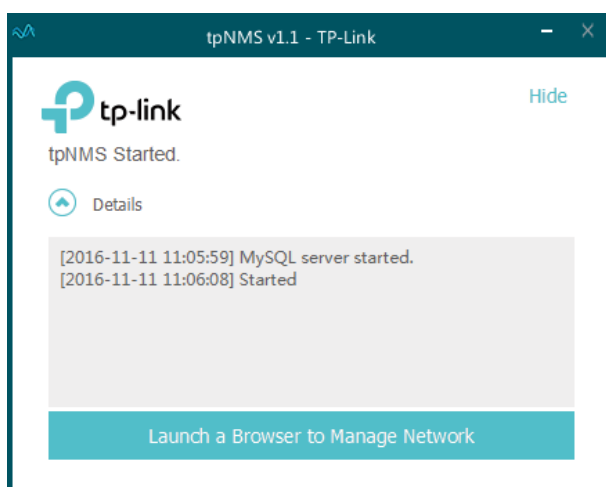 tpNMS v1.1 - TP-Link
tp-link
Hide
tpNMS Started.
Details
[2016-11-11 11:05:59] MySQL server started.
[2016-11-11 11:06:08] Started
Launch a Browser to Manage Network